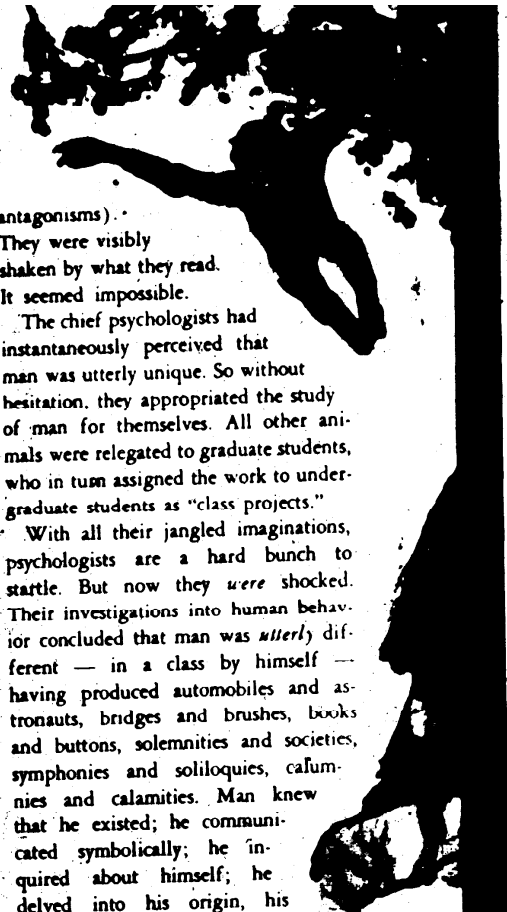 antagonisms).
They were visibly
shaken by what they read.
It seemed impossible.
The chief psychologists had
instantaneously perceived that
man was utterly unique. So without
hesitation, they appropriated the study
of man for themselves. All other ani-
mals were relegated to graduate students,
who in turn assigned the work to under-
graduate students as "class projects."
With all their jangled imaginations,
psychologists are a hard bunch to
startle. But now they were shocked.
Their investigations into human behav-
ior concluded that man was utterly dif-
ferent — in a class by himself —
having produced automobiles and as-
tronauts, bridges and brushes, books
and buttons, solemnities and societies,
symphonies and soliloquies, calum-
nies and calamities. Man knew
that he existed; he communi-
cated symbolically; he in-
quired about himself; he
delved into his origin, his